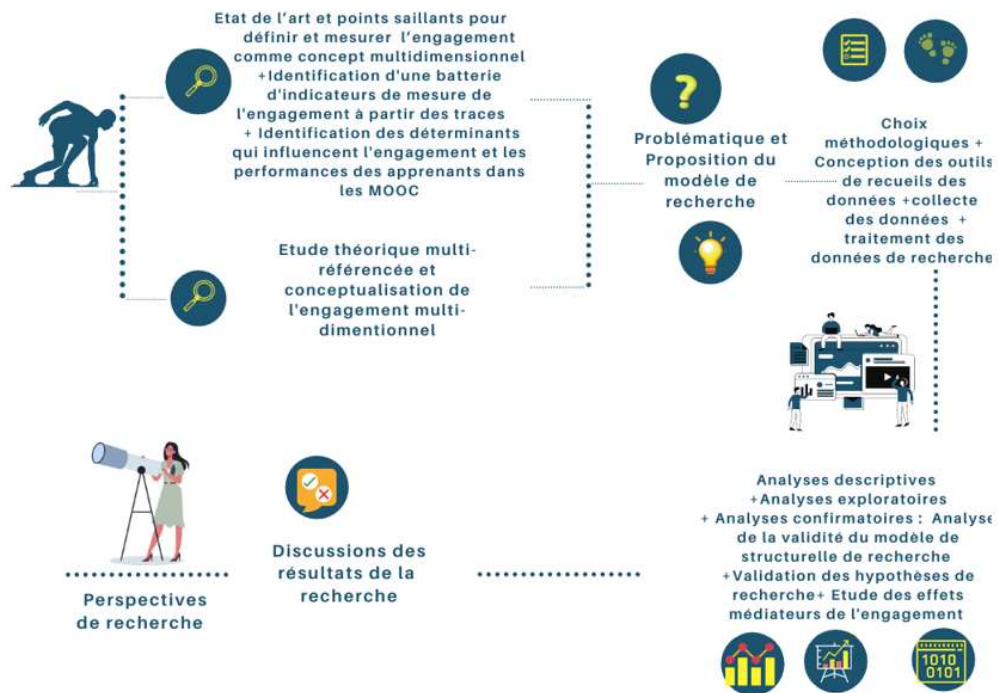 Etat de l'art et points saillants pour
définir et mesurer l'engagement
comme concept multidimensionnel
+Identification d'une batterie
d'indicateurs de mesure de
l'engagement à partir des traces
+ Identification des déterminants
qui influencent l'engagement et les
performances des apprenants dans
les MOOC
Etude théorique multi-
référencée et
conceptualisation de
l'engagement multi-
dimentionnel
?
Problématique et
Proposition du
modèle de
recherche
Choix
méthodologiques +
Conception des outils
de recueils des
données +collecte
des données +
traitement des
données de recherche
Analyses descriptives
+Analyses exploratoires
+ Analyses confirmatoires : Analyse
de la validité du modèle de
structurelle de recherche
+Validation des hypothèses de
recherche+ Etude des effets
médiateurs de l'engagement
1010
0101
Discussions des
résultats de la
recherche
Perspectives
de recherche